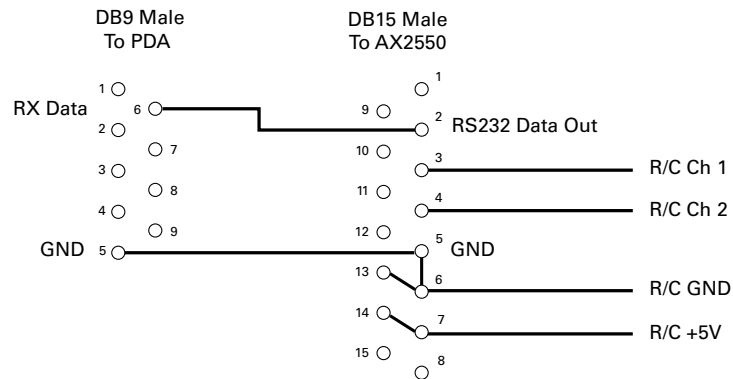 DB9 Male
To PDA
DB15 Male
To AX2550
1
1
RX Data
6
9
2
2
RS232 Data Out
7
10
3
3
R/C Ch 1
8
11
4
4
R/C Ch 2
9
12
GND
5
5
GND
13
6
R/C GND
14
7
R/C +5V
15
8